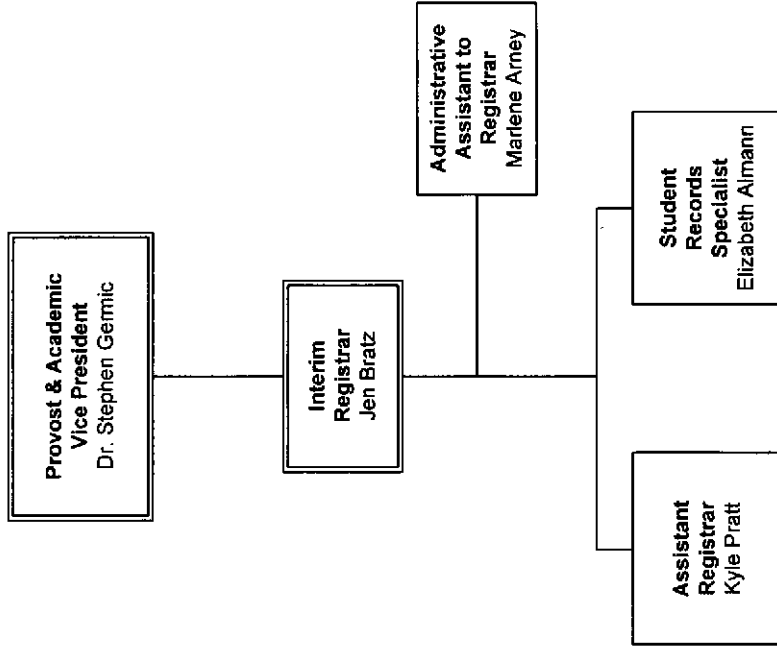 Provost & Academic
Vice President
Dr. Stephen Germic
Interim
Registrar
Jen Bratz
Administrative
Assistant to
Registrar
Marlene Arney
Assistant
Registrar
Kyle Pratt
Student
Records
Specialist
Elizabeth Almann